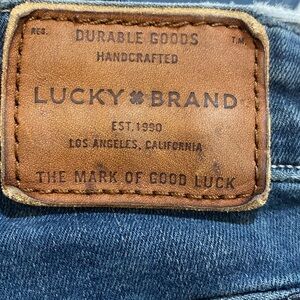 REG. DURABLE GOODS T.M.
HANDCRAFTED
LUCKY BRAND
EST. 1990
LOS ANGELES, CALIFORNIA
THE MARK OF GOOD LUCK